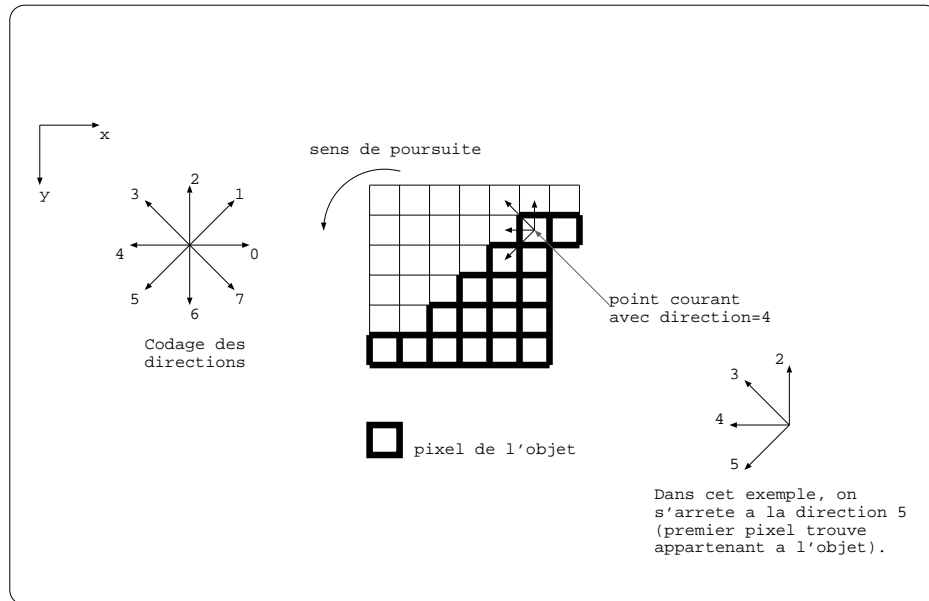 x
y
sens de poursuite
3
2
1
4
0
5
6
7
Codage des
directions
point courant
avec direction=4
pixel de l'objet
2
3
4
5
Dans cet exemple, on
s'arrete a la direction 5
(premier pixel trouve
appartenant a l'objet).